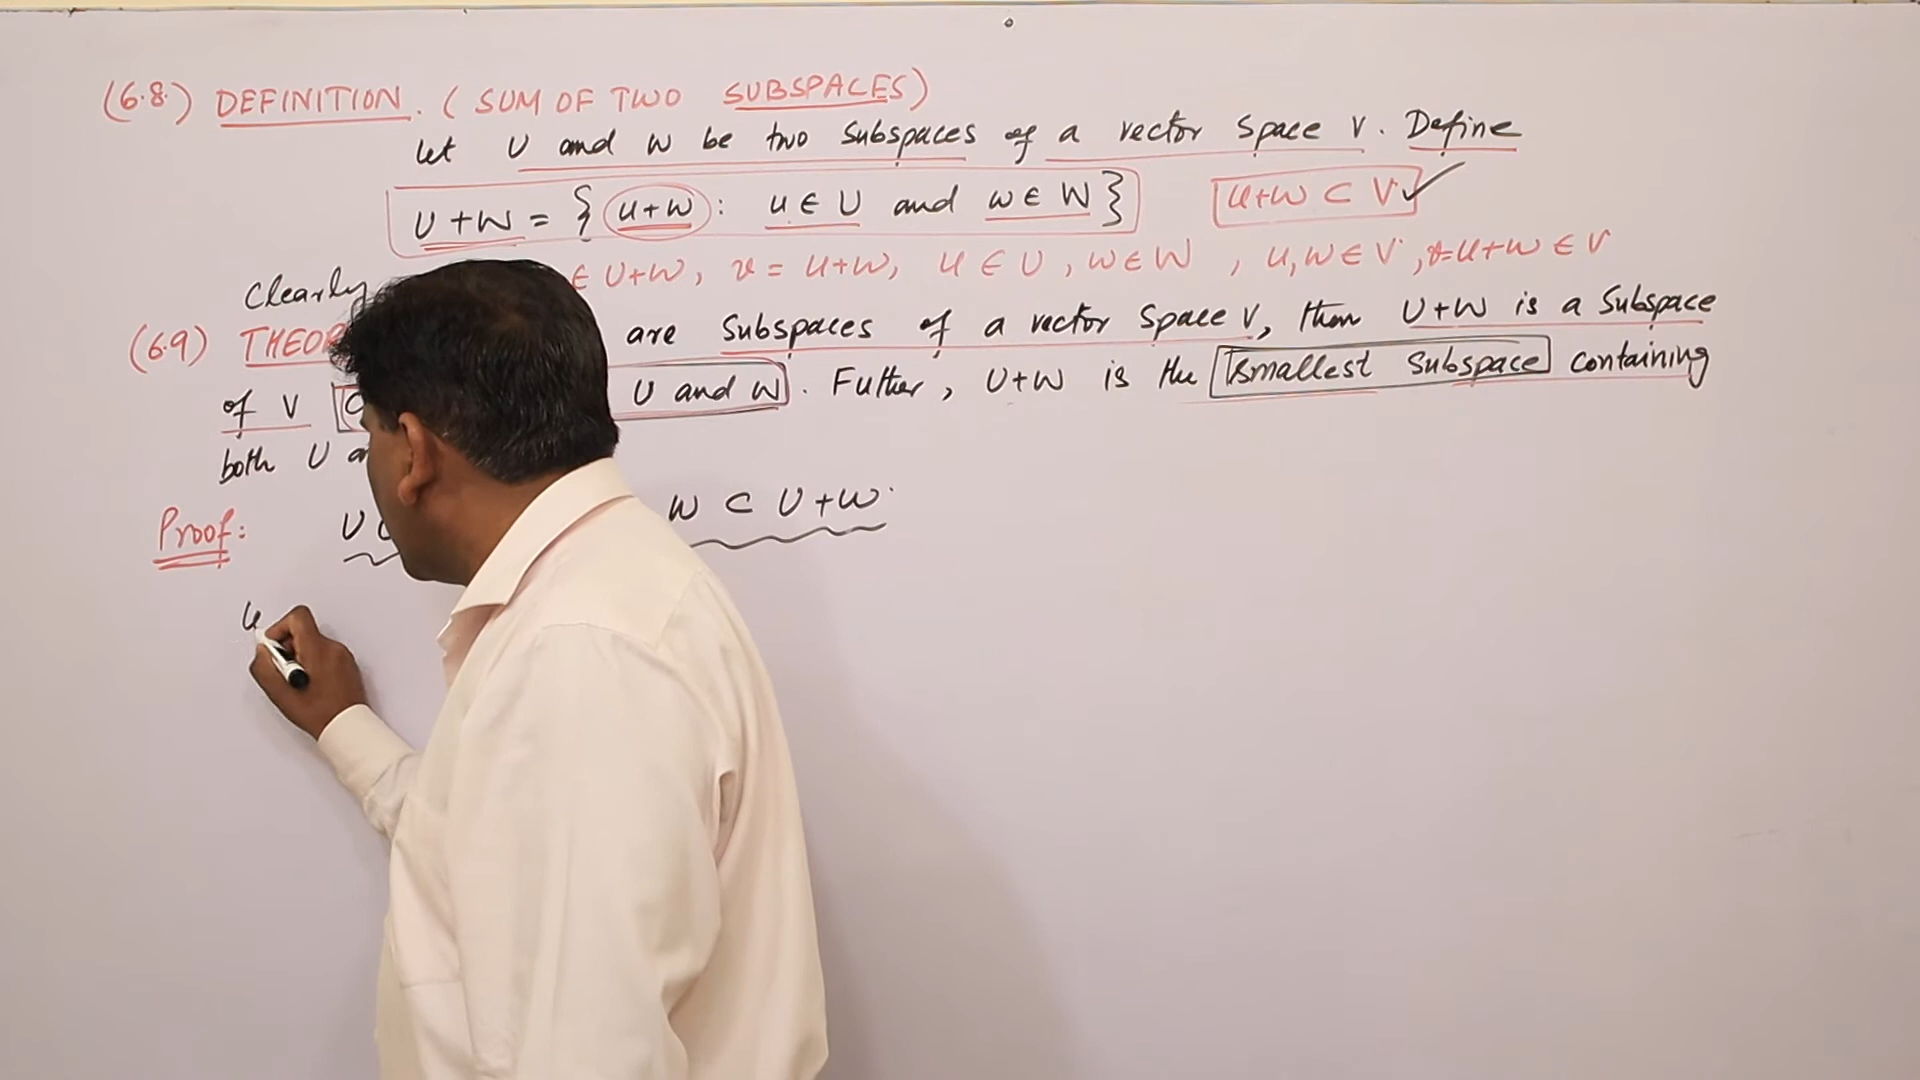 (6.8.) DEFINITION. (SUM OF TWO SUBSPACES)
Let U and W be two subspaces of a vector space V. Define
U+W = { u+w : u ∈ U and w ∈ W } U+W ⊂ V ✓
Clearly ∈ U+W, v = u+w, u ∈ U, w ∈ W, u,w ∈ V, v=u+w ∈ V
(6.9) are subspaces of a vector space V, then U+W is a subspace
of V U and W. Futher, U+W is the smallest subspace containing
both U
Proof: U W ⊂ U+W.
u